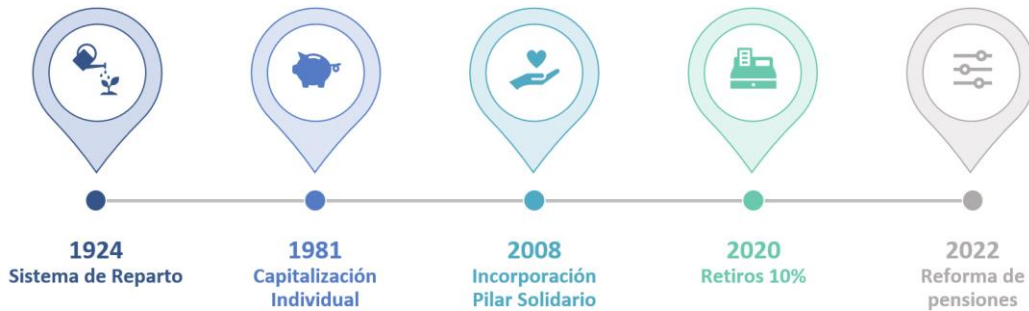 1924
Sistema de Reparto
1981
Capitalización
Individual
2008
Incorporación
Pilar Solidario
2020
Retiros 10%
2022
Reforma de
pensiones